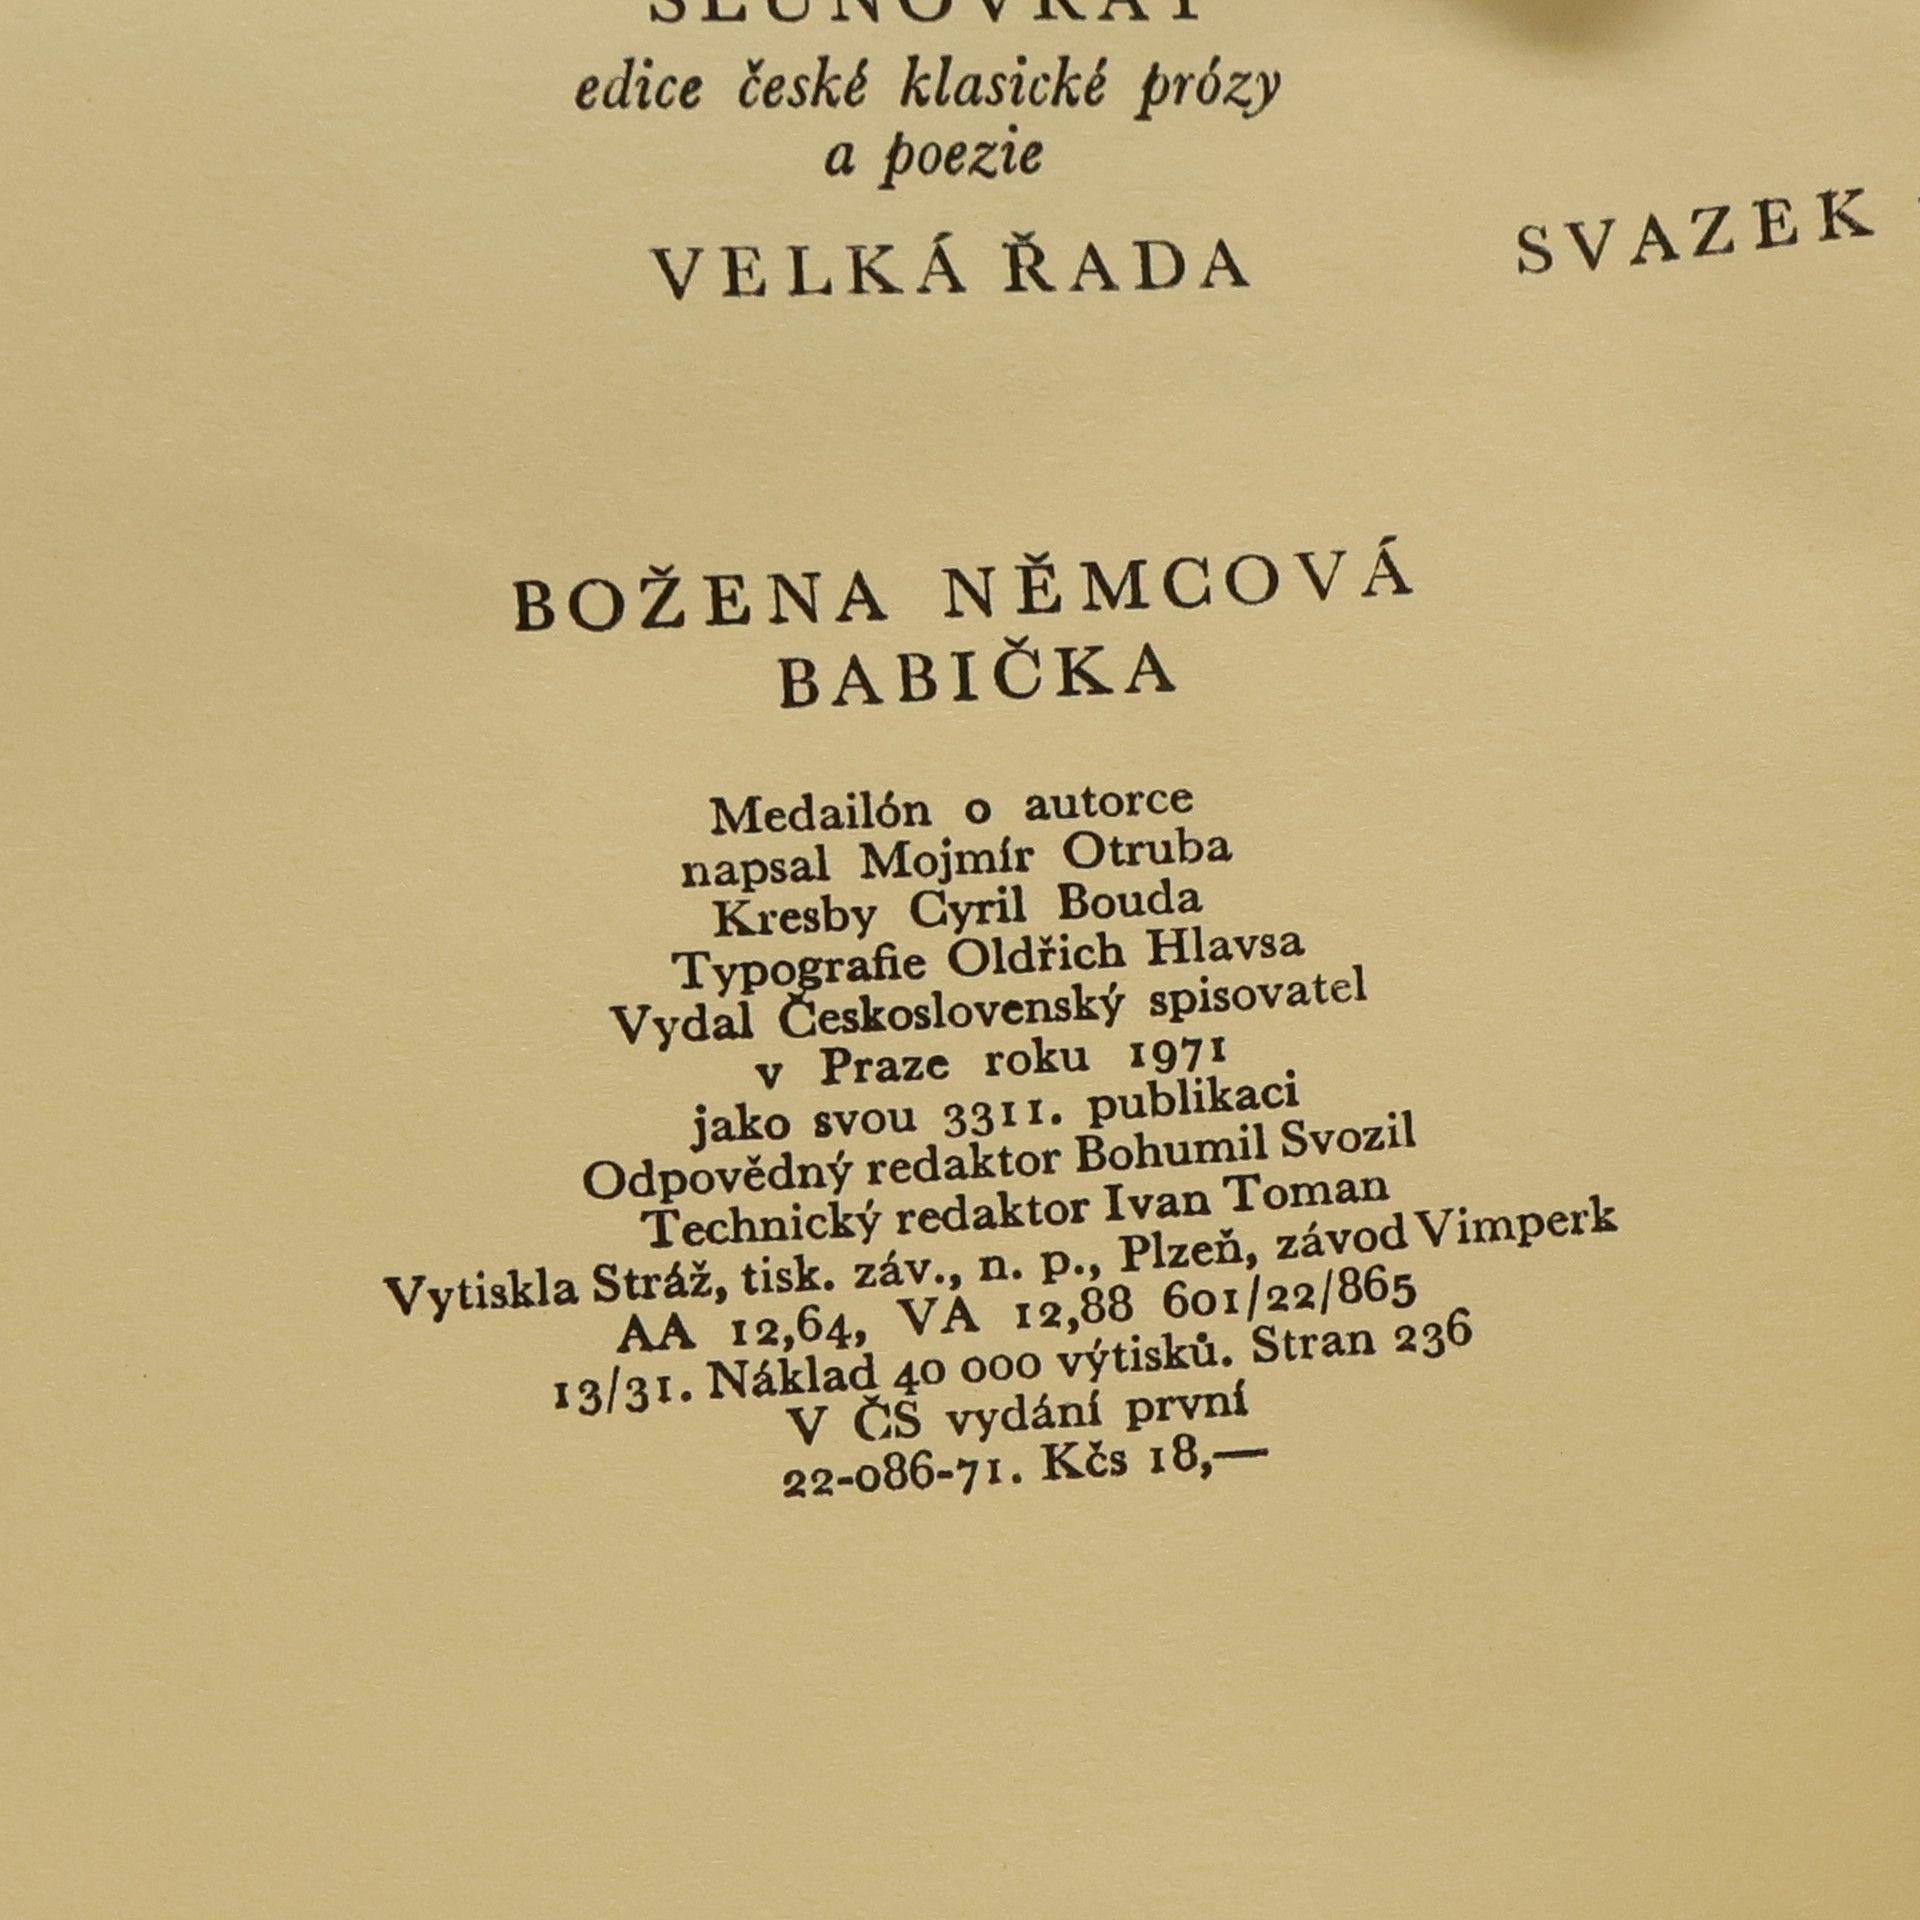 SLUNOVRAT
edice české klasické prózy
a poezie
VELKÁ ŘADA
SVAZEK
BOŽENA NĚMCOVÁ
BABIČKA
Medailón o autorce
napsal Mojmír Otruba
Kresby Cyril Bouda
Typografie Oldřich Hlavsa
Vydal Československý spisovatel
v Praze roku 1971
jako svou 3311. publikaci
Odpovědný redaktor Bohumil Svozil
Technický redaktor Ivan Toman
Vytiskla Stráž, tisk. záv., n. p., Plzeň, závod Vimperk
AA 12,64, VA 12,88 601/22/865
13/31. Náklad 40 000 výtisků. Stran 236
V ČS vydání první
22-086-71. Kčs 18,—